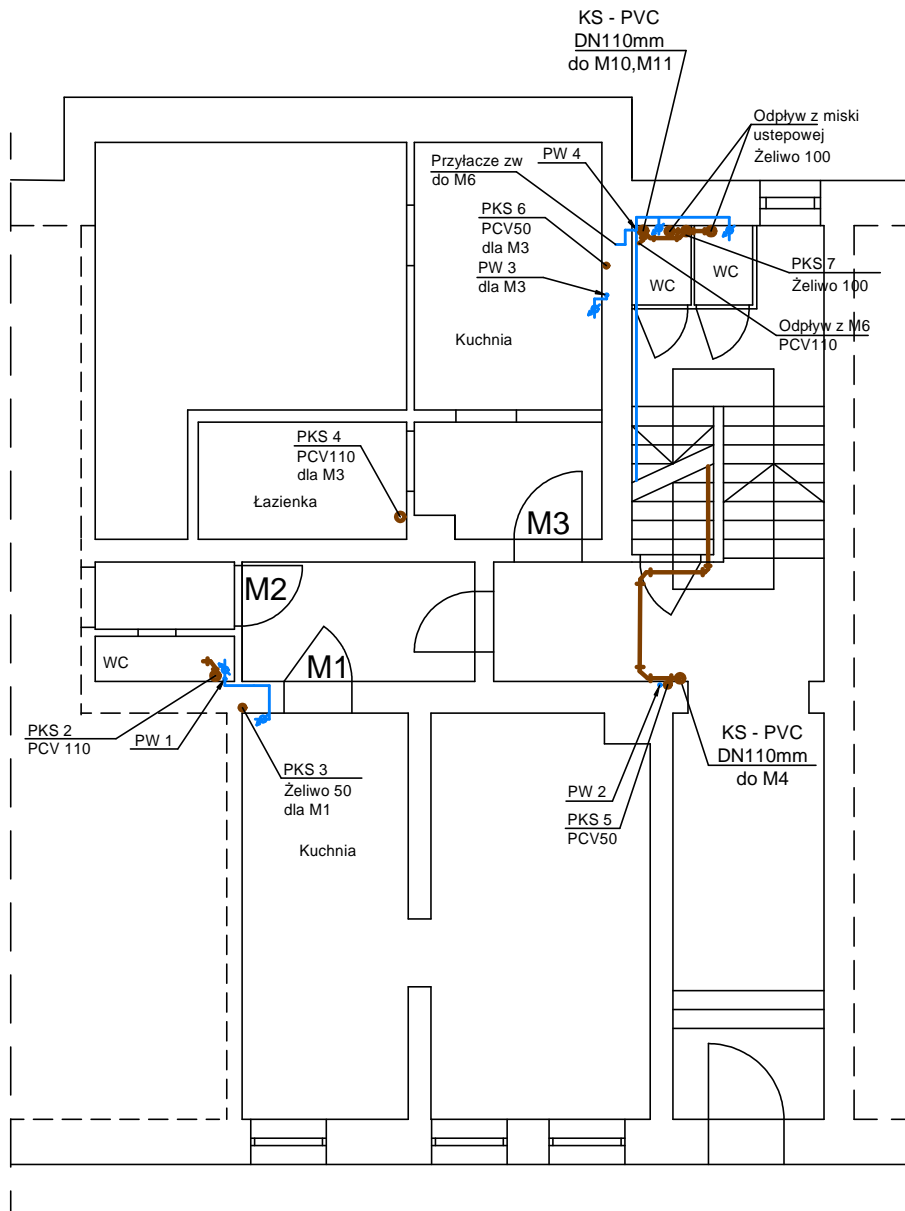 KS - PVC
DN110mm
do M10,M11
Odpływ z miski
ustepowej
Żeliwo 100
Przyłacze zw
do M6
PW 4
PKS 6
PCV50
dla M3
PW 3
dla M3
WC
WC
PKS 7
Żeliwo 100
Odpływ z M6
PCV110
Kuchnia
PKS 4
PCV110
dla M3
Łazienka
M3
M2
M1
WC
PKS 2
PCV 110
PW 1
PKS 3
Żeliwo 50
dla M1
Kuchnia
KS - PVC
DN110mm
do M4
PW 2
PKS 5
PCV50